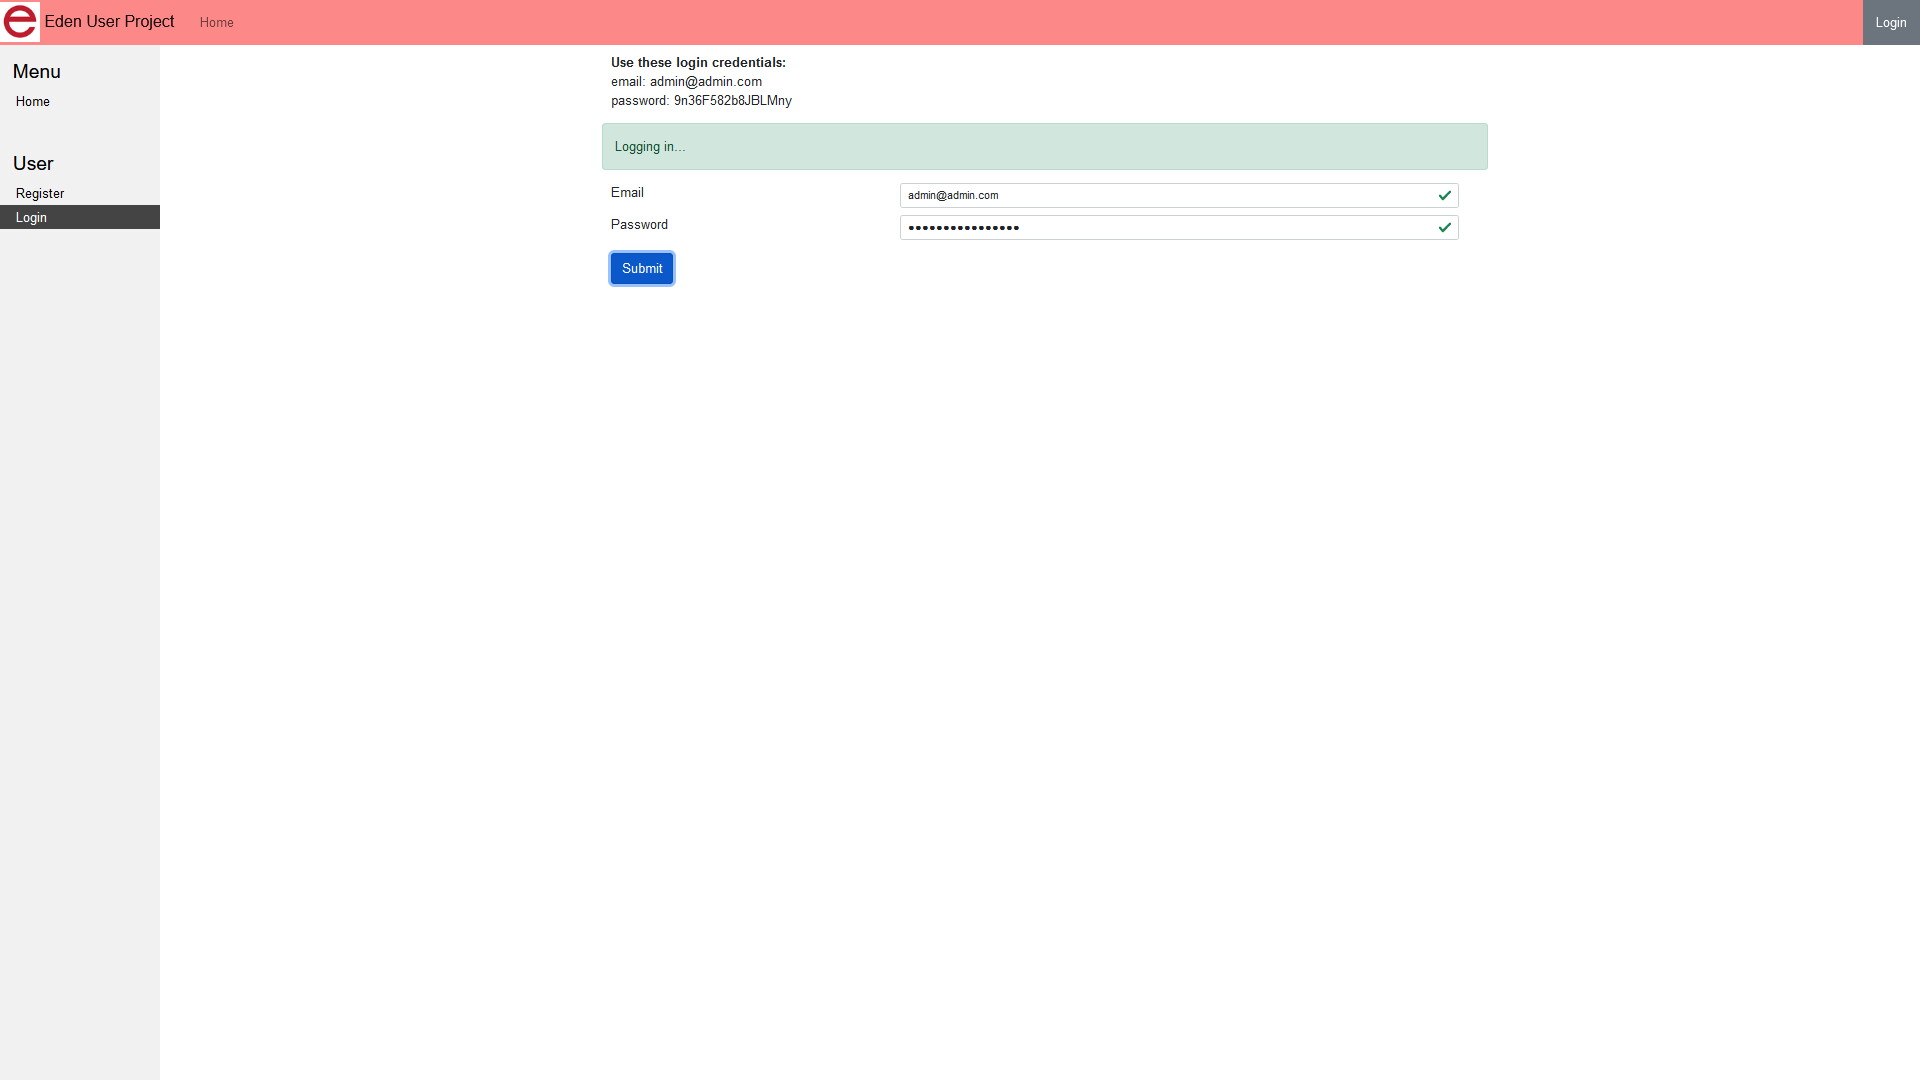 e Eden User Project Home Login
Menu
Home
User
Register
Login
Use these login credentials:
email: admin@admin.com
password: 9n36F582b8JBLMny
Logging in...
Email admin@admin.com
Password ••••••••••••••••
Submit